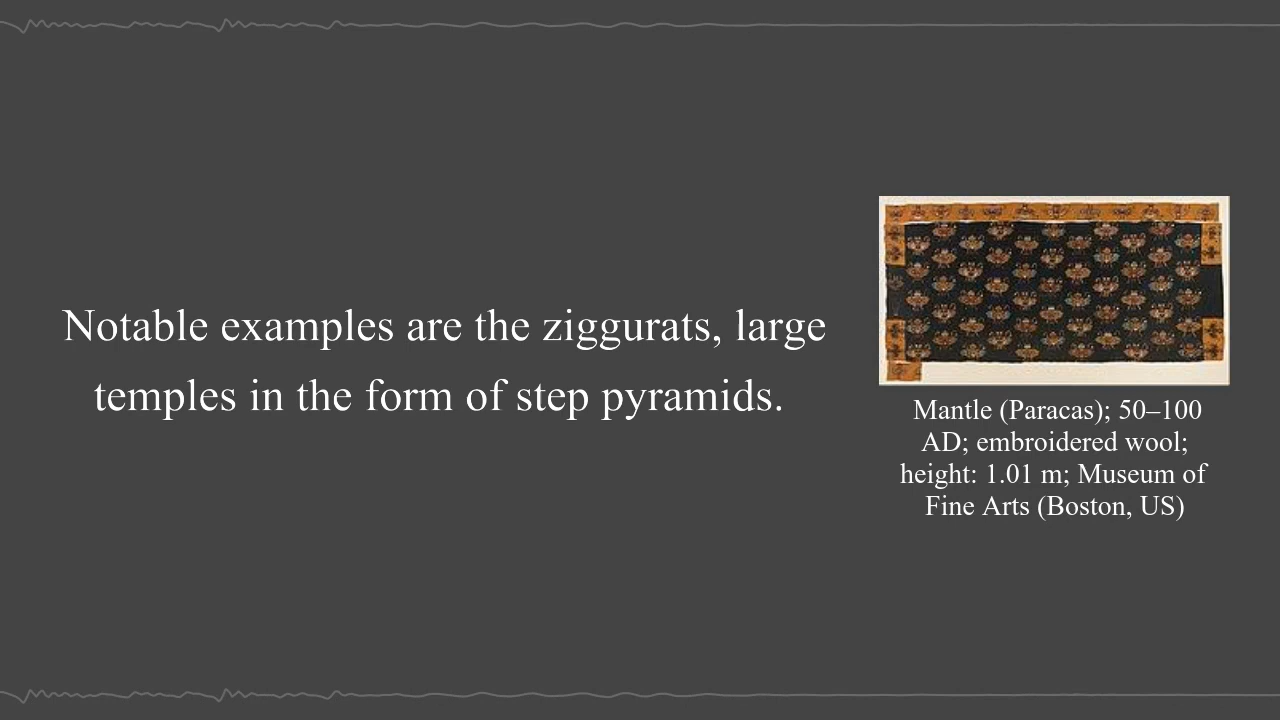 Notable examples are the ziggurats, large
temples in the form of step pyramids.
Mantle (Paracas); 50–100
AD; embroidered wool;
height: 1.01 m; Museum of
Fine Arts (Boston, US)